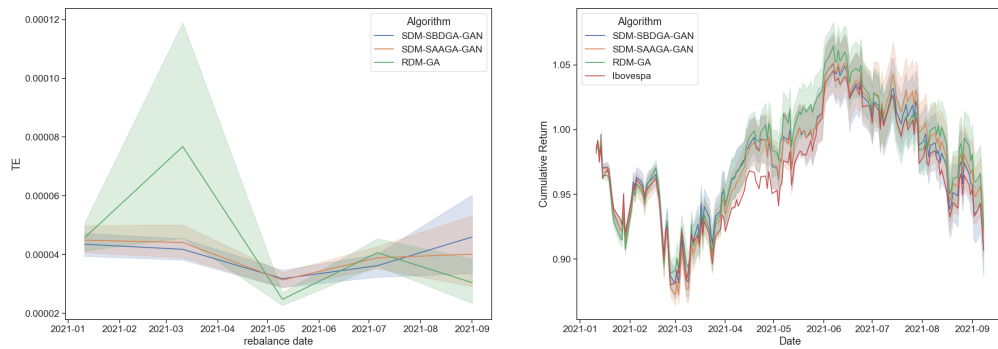 0.00012
0.00010
0.00008
0.00006
0.00004
0.00002
TE
Algorithm
SDM-SBDGA-GAN
SDM-SAAGA-GAN
RDM-GA
2021-01 2021-02 2021-03 2021-04 2021-05 2021-06 2021-07 2021-08 2021-09
rebalance date
1.05
1.00
0.95
0.90
Cumulative Return
Algorithm
SDM-SBDGA-GAN
SDM-SAAGA-GAN
RDM-GA
Ibovespa
2021-01 2021-02 2021-03 2021-04 2021-05 2021-06 2021-07 2021-08 2021-09
Date